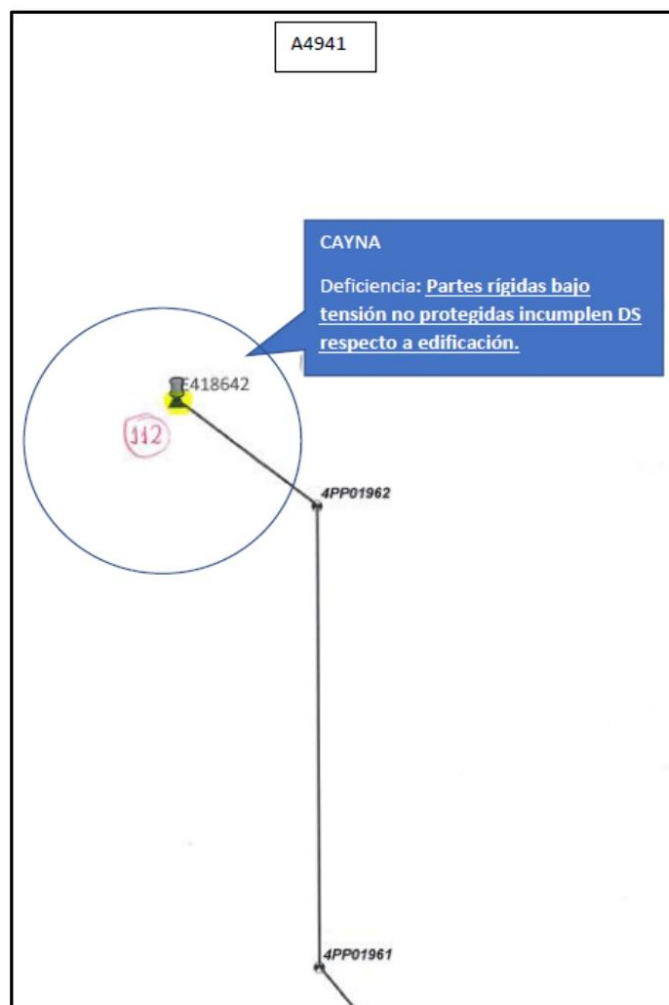 A4941
CAYNA
Deficiencia: Partes rígidas bajo
tensión no protegidas incumplen DS
respecto a edificación.
E418642
112
4PP01962
4PP01961